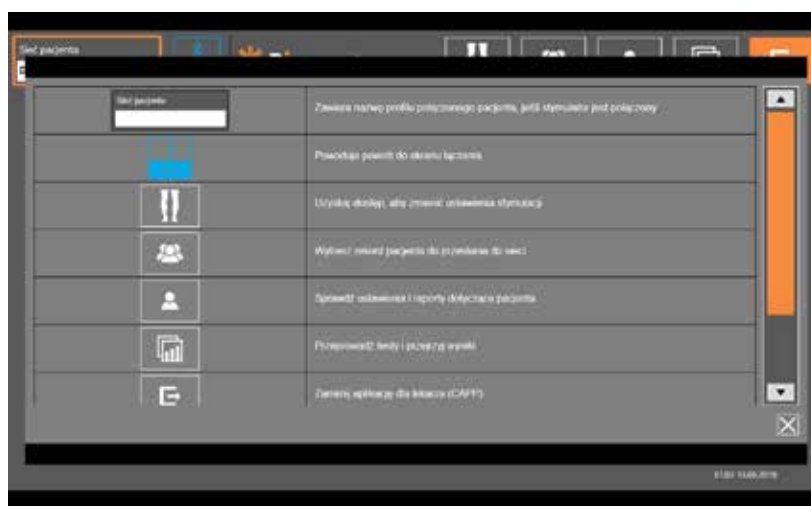 Sieć pacjenta
Sieć pacjenta
Zawiera nazwę profilu połączonego pacjenta, jeśli stymulator jest połączony
Powoduje powrót do ekranu łączenia
Uzyskaj dostęp, aby zmienić ustawienia stymulacji
Wybierz rekord pacjenta do przesłania do sieci
Sprawdź ustawienia i raporty dotyczące pacjenta
Przeprowadź testy i przejrzyj wyniki
Zamknij aplikację dla lekarza (CAPP)